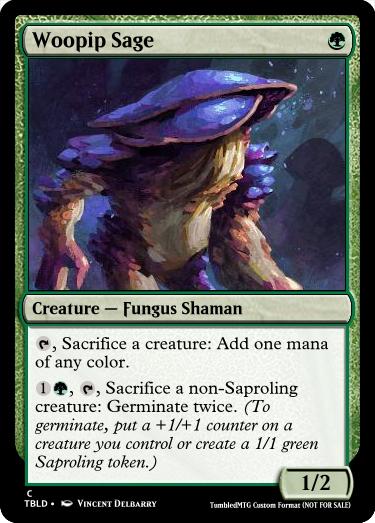 Woopip Sage
Creature — Fungus Shaman
, Sacrifice a creature: Add one mana
of any color.
1 , , Sacrifice a non-Saproling
creature: Germinate twice. (To
germinate, put a +1/+1 counter on a
creature you control or create a 1/1 green
Saproling token.)
1/2
C
TBLD • Vincent Delbarry
TumbledMTG Custom Format (NOT FOR SALE)